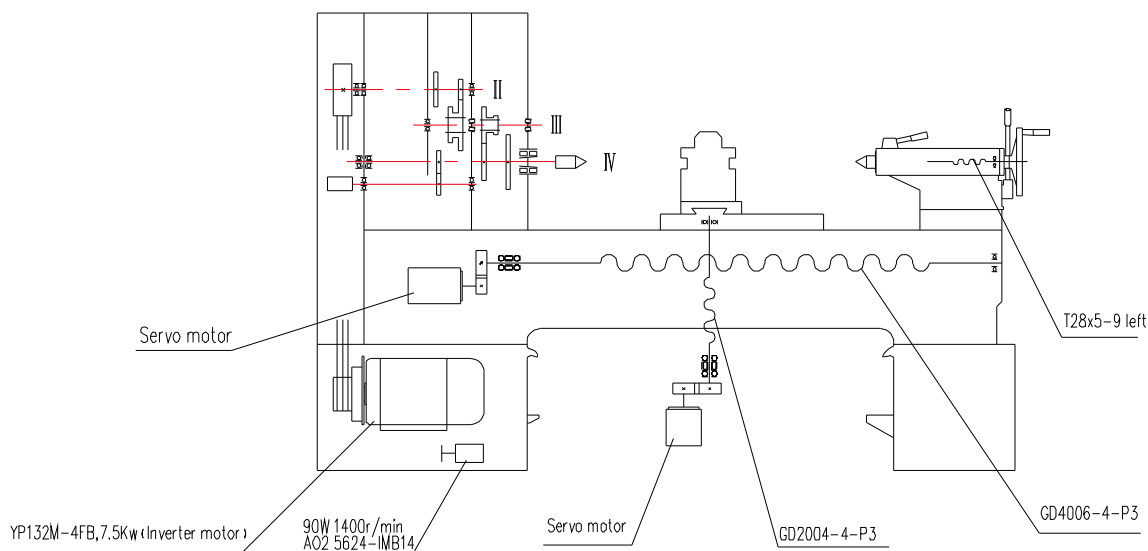 II
III
IV
Servo motor
T28x5-9 left
GD4006-4-P3
YP132M-4FB,7.5Kw(Inverter motor)
90W 1400r/min
AO2 5624-IMB14
Servo motor
GD2004-4-P3